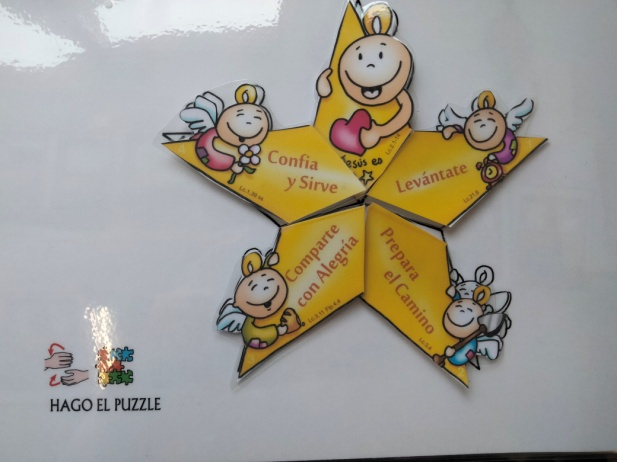 Jesús es
Confía
y Sirve
Levántate
Comparte
con Alegría
Prepara
el Camino
HAGO EL PUZZLE